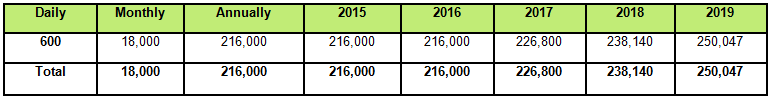 Daily Monthly Annually 2015 2016 2017 2018 2019
600 18,000 216,000 216,000 216,000 226,800 238,140 250,047
Total 18,000 216,000 216,000 216,000 226,800 238,140 250,047